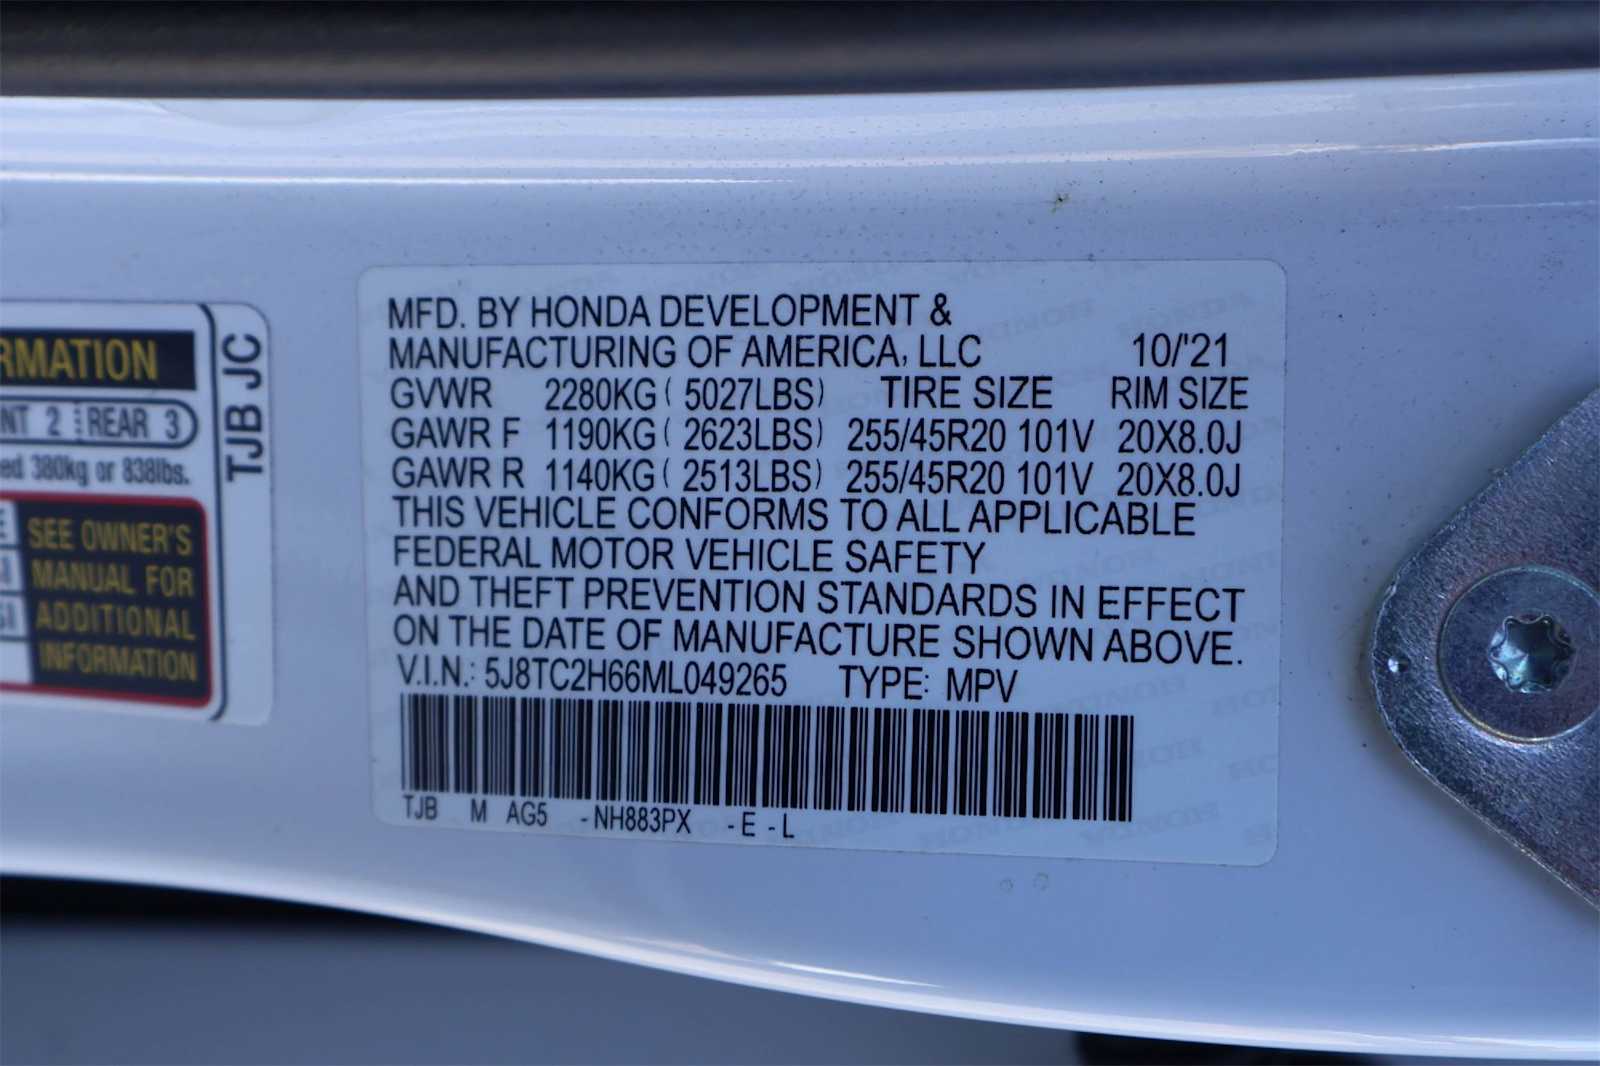 RMATION
NT 2 REAR 3
ed 380kg or 838lbs.
SEE OWNER'S
MANUAL FOR
ADDITIONAL
INFORMATION
TJB JC
MFD. BY HONDA DEVELOPMENT &
MANUFACTURING OF AMERICA, LLC 10/'21
GVWR 2280KG ( 5027LBS) TIRE SIZE RIM SIZE
GAWR F 1190KG ( 2623LBS) 255/45R20 101V 20X8.0J
GAWR R 1140KG ( 2513LBS) 255/45R20 101V 20X8.0J
THIS VEHICLE CONFORMS TO ALL APPLICABLE
FEDERAL MOTOR VEHICLE SAFETY
AND THEFT PREVENTION STANDARDS IN EFFECT
ON THE DATE OF MANUFACTURE SHOWN ABOVE.
V.I.N.: 5J8TC2H66ML049265 TYPE: MPV
TJB M AG5 -NH883PX -E -L